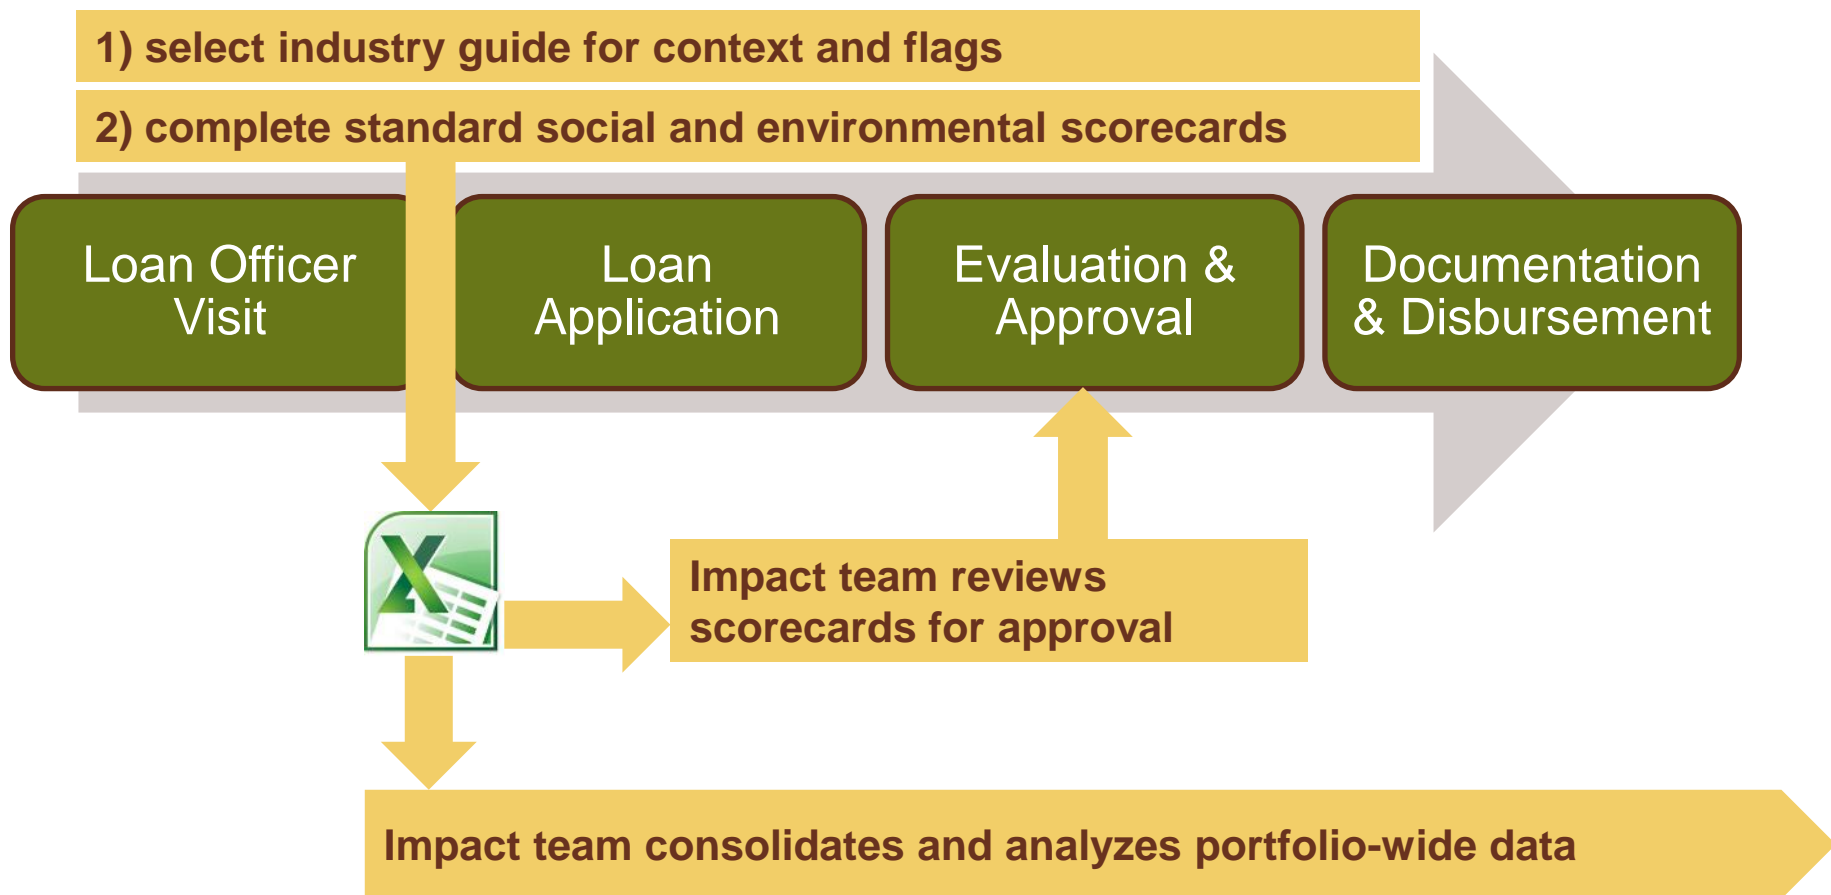 1) select industry guide for context and flags
2) complete standard social and environmental scorecards
Loan Officer
Visit
Loan
Application
Evaluation &
Approval
Documentation
& Disbursement
X
Impact team reviews
scorecards for approval
Impact team consolidates and analyzes portfolio-wide data